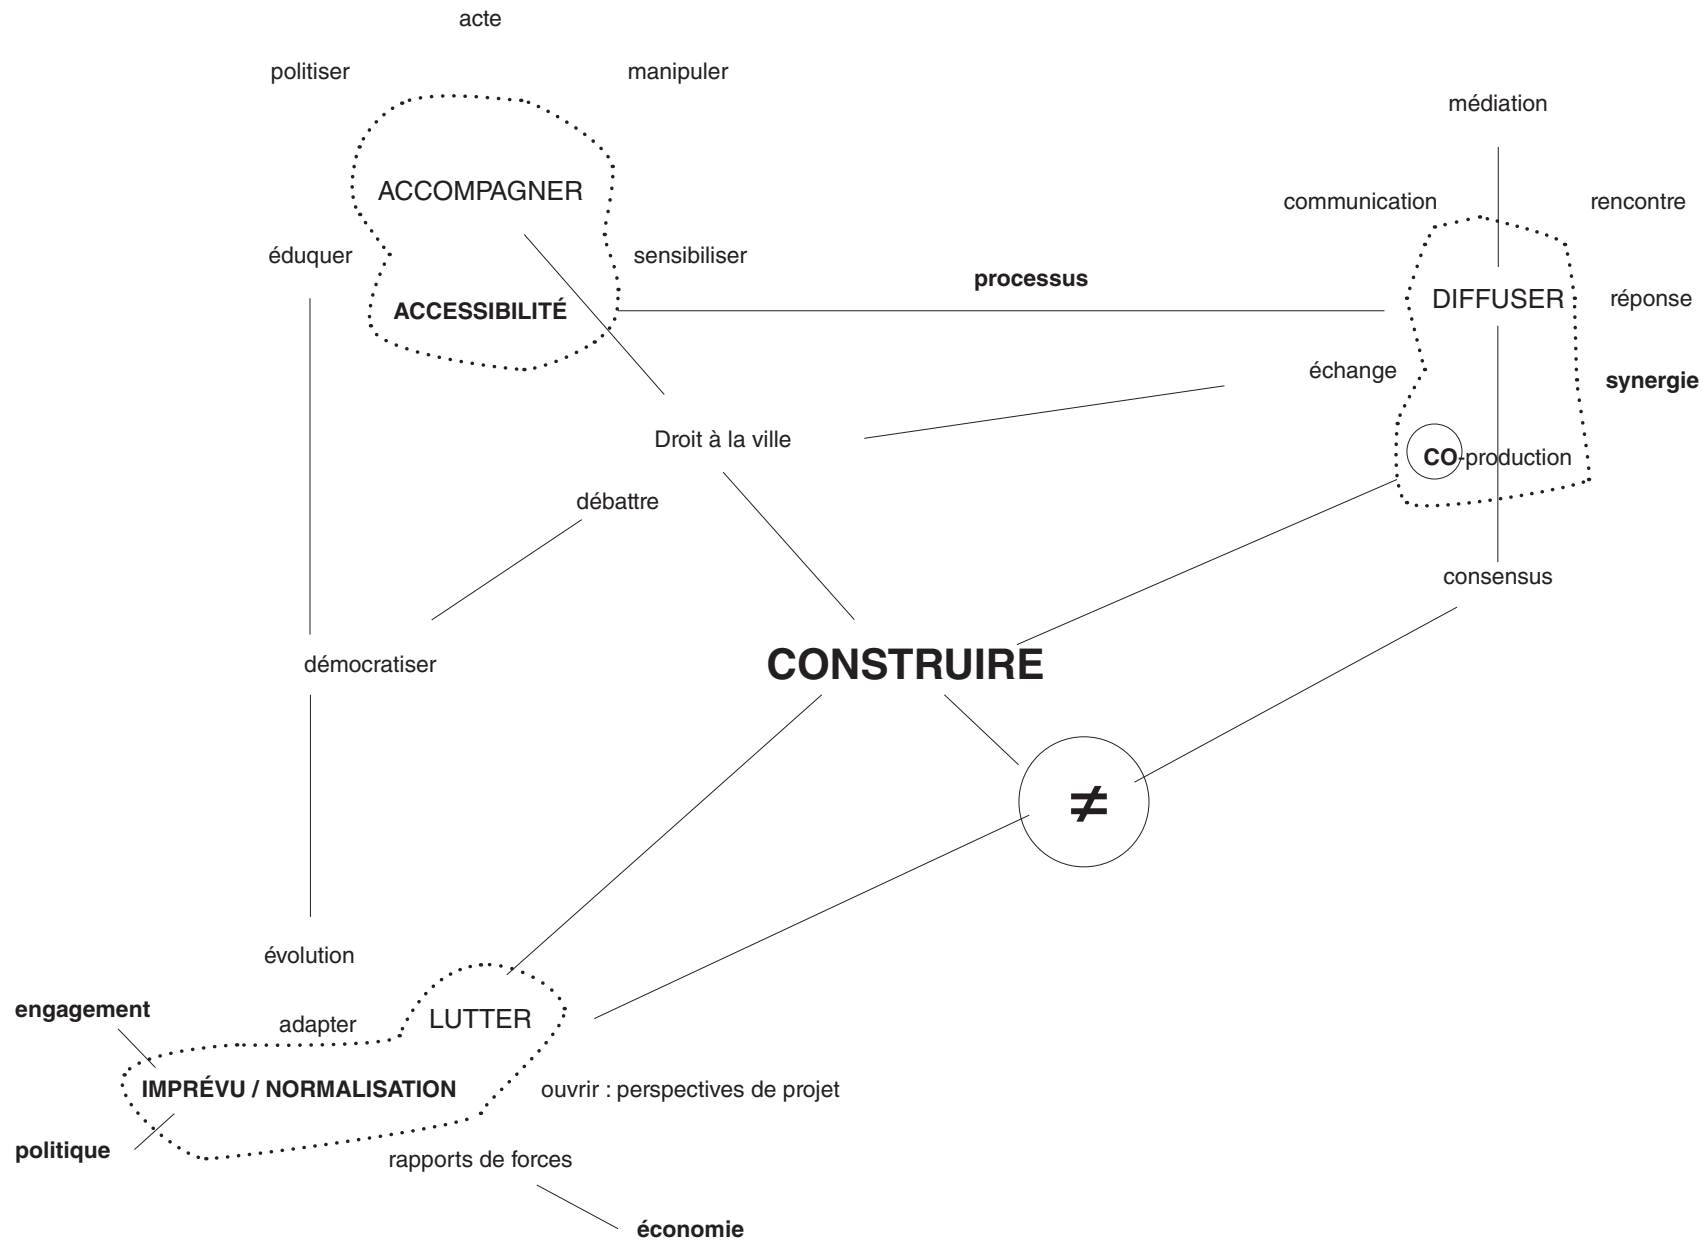 acte
politiser
manipuler
médiation
ACCOMPAGNER
communication
rencontre
éduquer
sensibiliser
processus
DIFFUSER
réponse
ACCESSIBILITÉ
échange
synergie
Droit à la ville
CO-production
débattre
consensus
démocratiser
CONSTRUIRE
≠
évolution
engagement
adapter
LUTTER
IMPRÉVU / NORMALISATION
ouvrir : perspectives de projet
politique
rapports de forces
économie